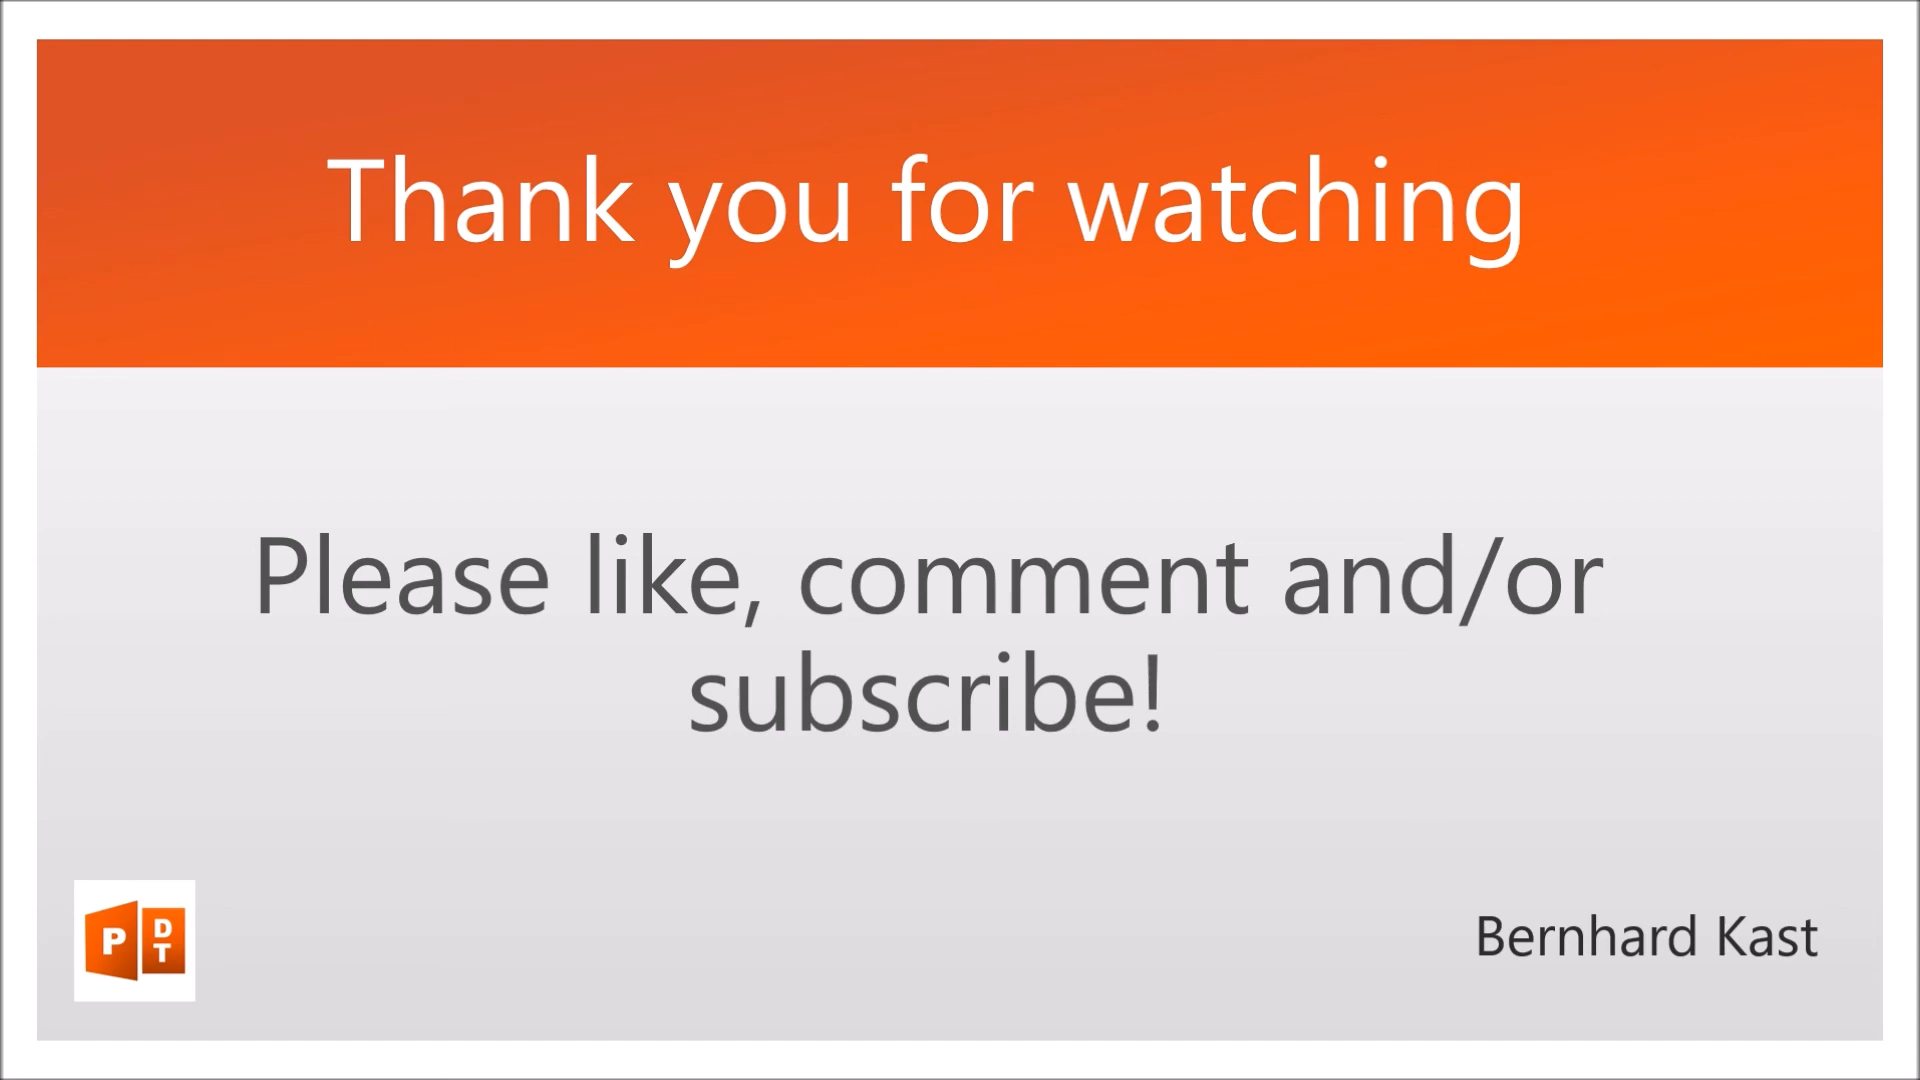 Thank you for watching
Please like, comment and/or
subscribe!
P
D
T
Bernhard Kast